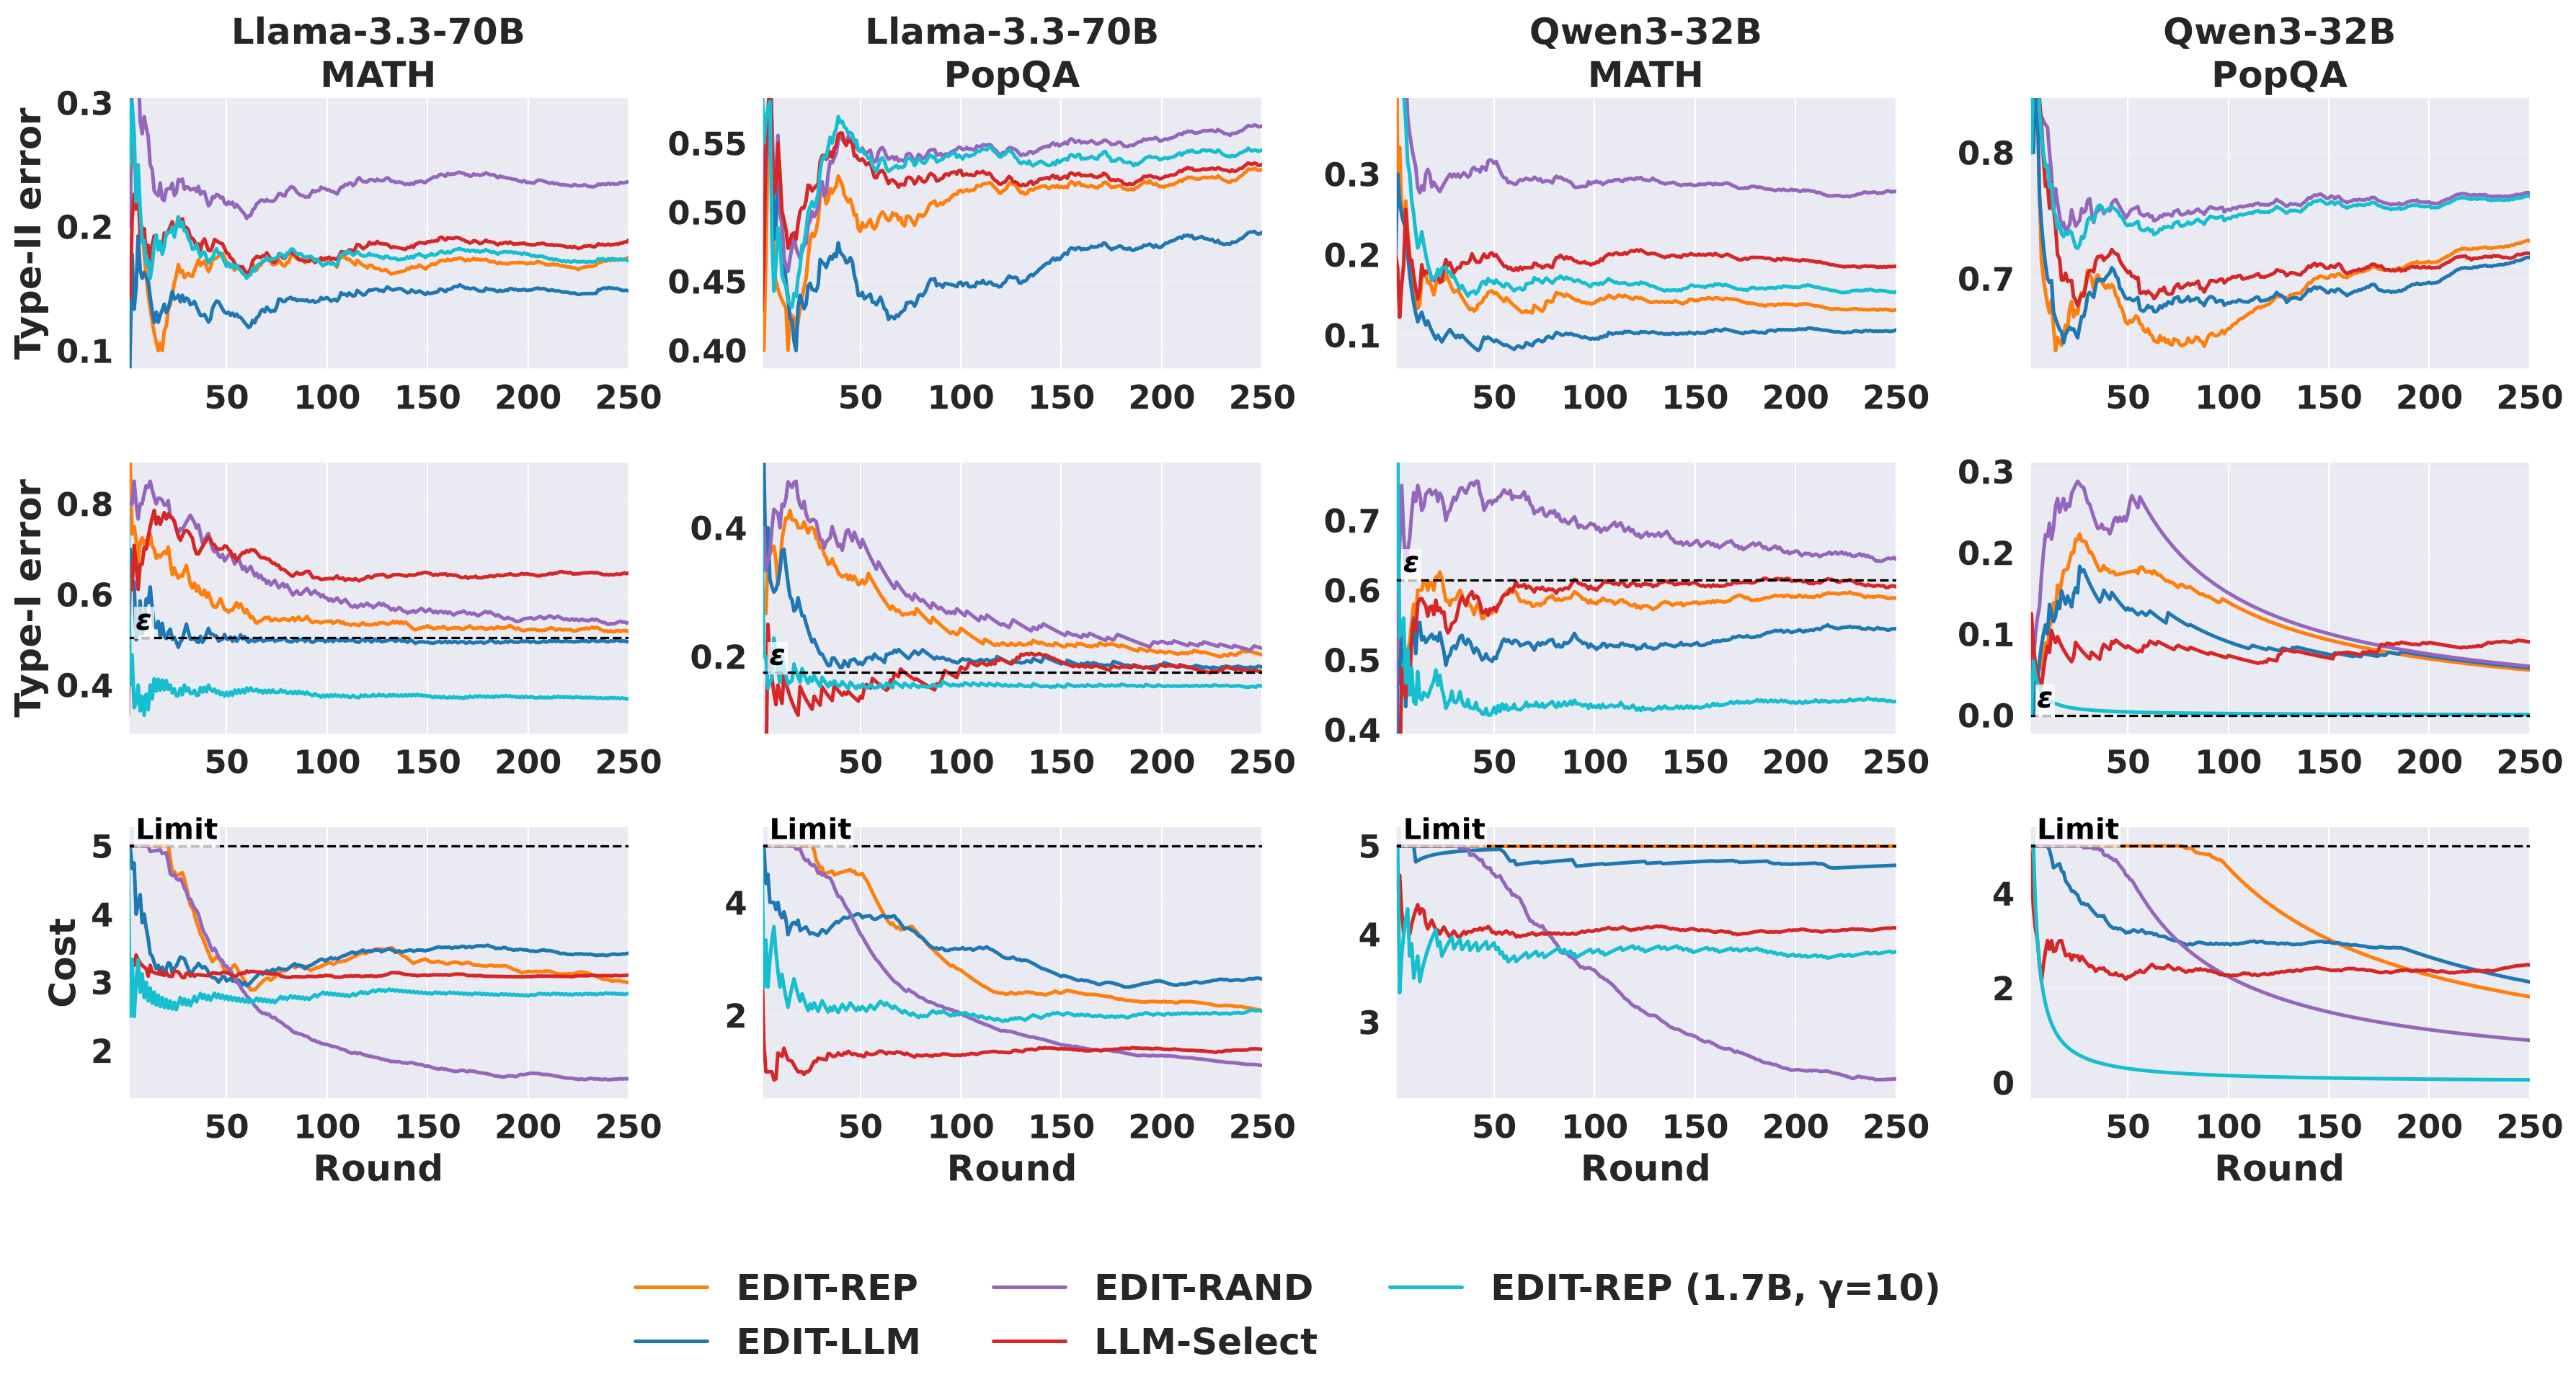 Llama-3.3-70B
MATH
Llama-3.3-70B
PopQA
Qwen3-32B
MATH
Qwen3-32B
PopQA
Type-II error
0.3
0.2
0.1
50 100 150 200 250
0.55
0.50
0.45
0.40
50 100 150 200 250
0.3
0.2
0.1
50 100 150 200 250
0.8
0.7
50 100 150 200 250
Type-I error
0.8
0.6
0.4
ε
50 100 150 200 250
0.4
0.2
ε
50 100 150 200 250
0.7
0.6
0.5
0.4
ε
50 100 150 200 250
0.3
0.2
0.1
0.0
ε
50 100 150 200 250
Cost
Limit
5
4
3
2
50 100 150 200 250
Round
Limit
4
2
50 100 150 200 250
Round
Limit
5
4
3
50 100 150 200 250
Round
Limit
4
2
0
50 100 150 200 250
Round
EDIT-REP
EDIT-RAND
EDIT-REP (1.7B, γ=10)
EDIT-LLM
LLM-Select